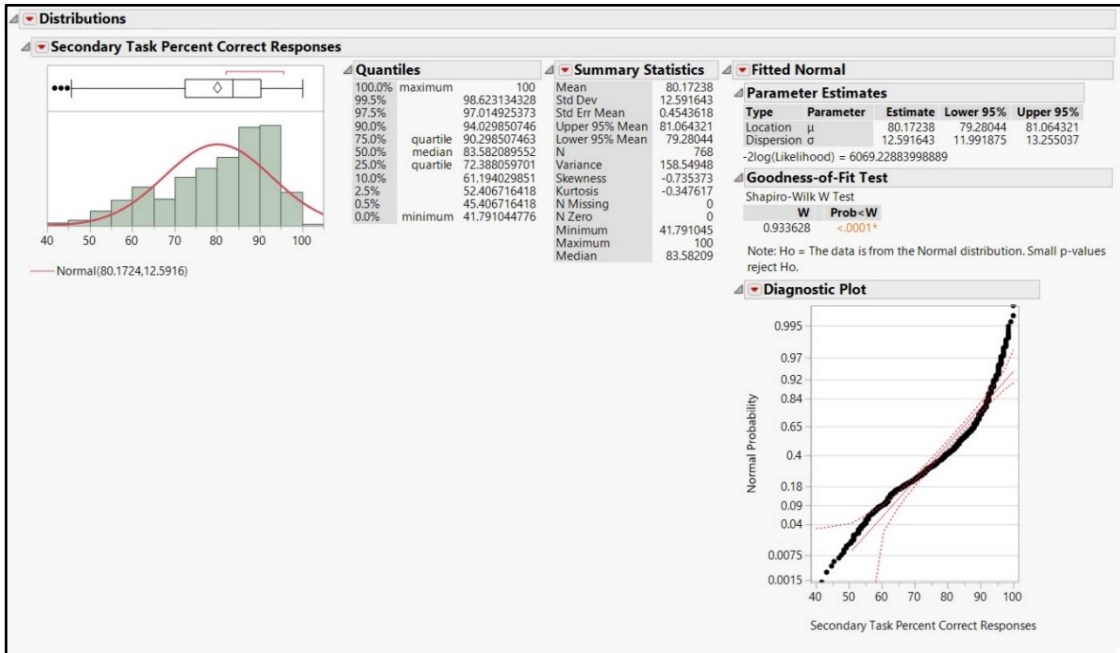 Distributions
Secondary Task Percent Correct Responses
40 50 60 70 80 90 100
Normal(80.1724,12.5916)
Quantiles
100.0% maximum 100
99.5% 98.623134328
97.5% 97.014925373
90.0% 94.029850746
75.0% quartile 90.298507463
50.0% median 83.582089552
25.0% quartile 72.388059701
10.0% 61.194029851
2.5% 52.406716418
0.5% 45.406716418
0.0% minimum 41.791044776
Summary Statistics
Mean 80.17238
Std Dev 12.591643
Std Err Mean 0.4543618
Upper 95% Mean 81.064321
Lower 95% Mean 79.28044
N 768
Variance 158.54948
Skewness -0.735373
Kurtosis -0.347617
N Missing 0
N Zero 0
Minimum 41.791045
Maximum 100
Median 83.58209
Fitted Normal
Parameter Estimates
Type Parameter Estimate Lower 95% Upper 95%
Location μ 80.17238 79.28044 81.064321
Dispersion σ 12.591643 11.991875 13.255037
-2log(Likelihood) = 6069.22883998889
Goodness-of-Fit Test
Shapiro-Wilk W Test
W Prob<W
0.933628 <.0001*
Note: Ho = The data is from the Normal distribution. Small p-values
reject Ho.
Diagnostic Plot
Normal Probability
0.995
0.97
0.92
0.84
0.65
0.4
0.18
0.09
0.04
0.0075
0.0015
40 50 60 70 80 90 100
Secondary Task Percent Correct Responses